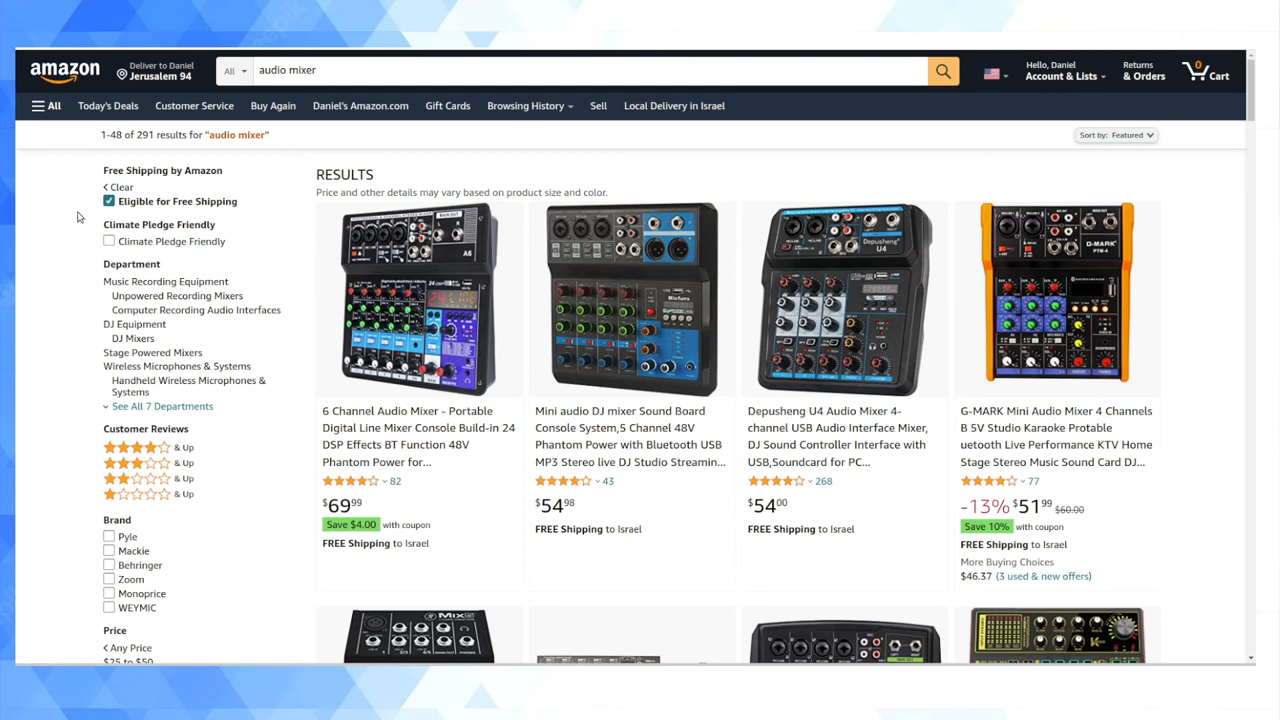 amazon
Deliver to Daniel
Jerusalem 94
All
audio mixer
Hello, Daniel
Account & Lists
Returns
& Orders
0
Cart
All
Today's Deals
Customer Service
Buy Again
Daniel's Amazon.com
Gift Cards
Browsing History
Sell
Local Delivery in Israel
1-48 of 291 results for "audio mixer"
Sort by: Featured
Free Shipping by Amazon
Clear
Eligible for Free Shipping
Climate Pledge Friendly
Climate Pledge Friendly
Department
Music Recording Equipment
Unpowered Recording Mixers
Computer Recording Audio Interfaces
DJ Equipment
DJ Mixers
Stage Powered Mixers
Wireless Microphones & Systems
Handheld Wireless Microphones &
Systems
See All 7 Departments
Customer Reviews
& Up
& Up
& Up
& Up
Brand
Pyle
Mackie
Behringer
Zoom
Monoprice
WEYMIC
Price
Any Price
$25 to $50
RESULTS
Price and other details may vary based on product size and color.
MAIN OUT
A6
6 Channel Audio Mixer - Portable
Digital Line Mixer Console Build-in 24
DSP Effects BT Function 48V
Phantom Power for...
82
$69.99
Save $4.00 with coupon
FREE Shipping to Israel
Mini audio DJ mixer Sound Board
Console System,5 Channel 48V
Phantom Power with Bluetooth USB
MP3 Stereo live DJ Studio Streamin...
43
$54.98
FREE Shipping to Israel
Depusheng
U4
Depusheng U4 Audio Mixer 4-
channel USB Audio Interface Mixer,
DJ Sound Controller Interface with
USB,Soundcard for PC...
268
$54.00
FREE Shipping to Israel
G-MARK
G-MARK Mini Audio Mixer 4 Channels
B 5V Studio Karaoke Protable
uetooth Live Performance KTV Home
Stage Stereo Music Sound Card DJ...
77
-13% $51.99 $60.00
Save 10% with coupon
FREE Shipping to Israel
More Buying Choices
$46.37 (3 used & new offers)